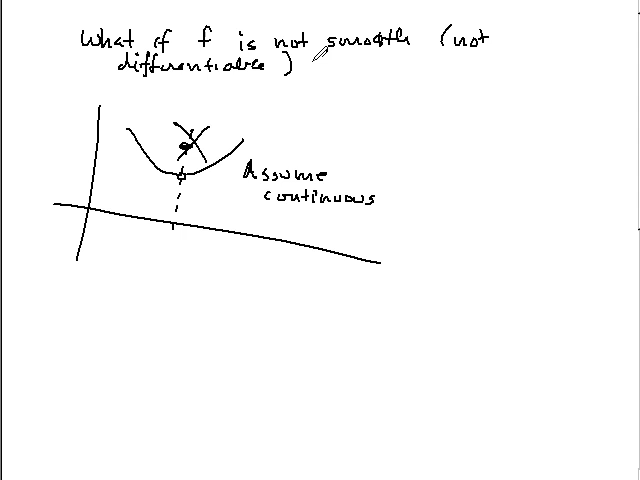 What if f is not smooth (not
differentiable)
Assume
continuous